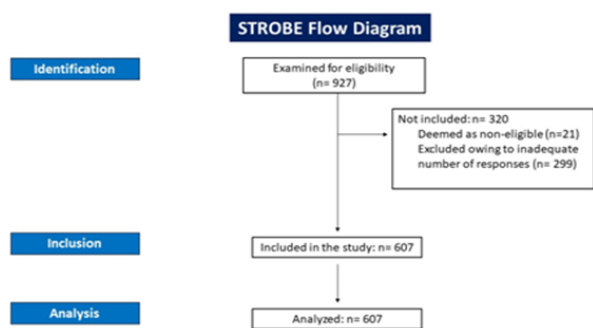 STROBE Flow Diagram
Identification
Examined for eligibility
(n= 927)
Not included: n= 320
Deemed as non-eligible (n=21)
Excluded owing to inadequate
number of responses (n= 299)
Inclusion
Included in the study: n= 607
Analysis
Analyzed: n= 607